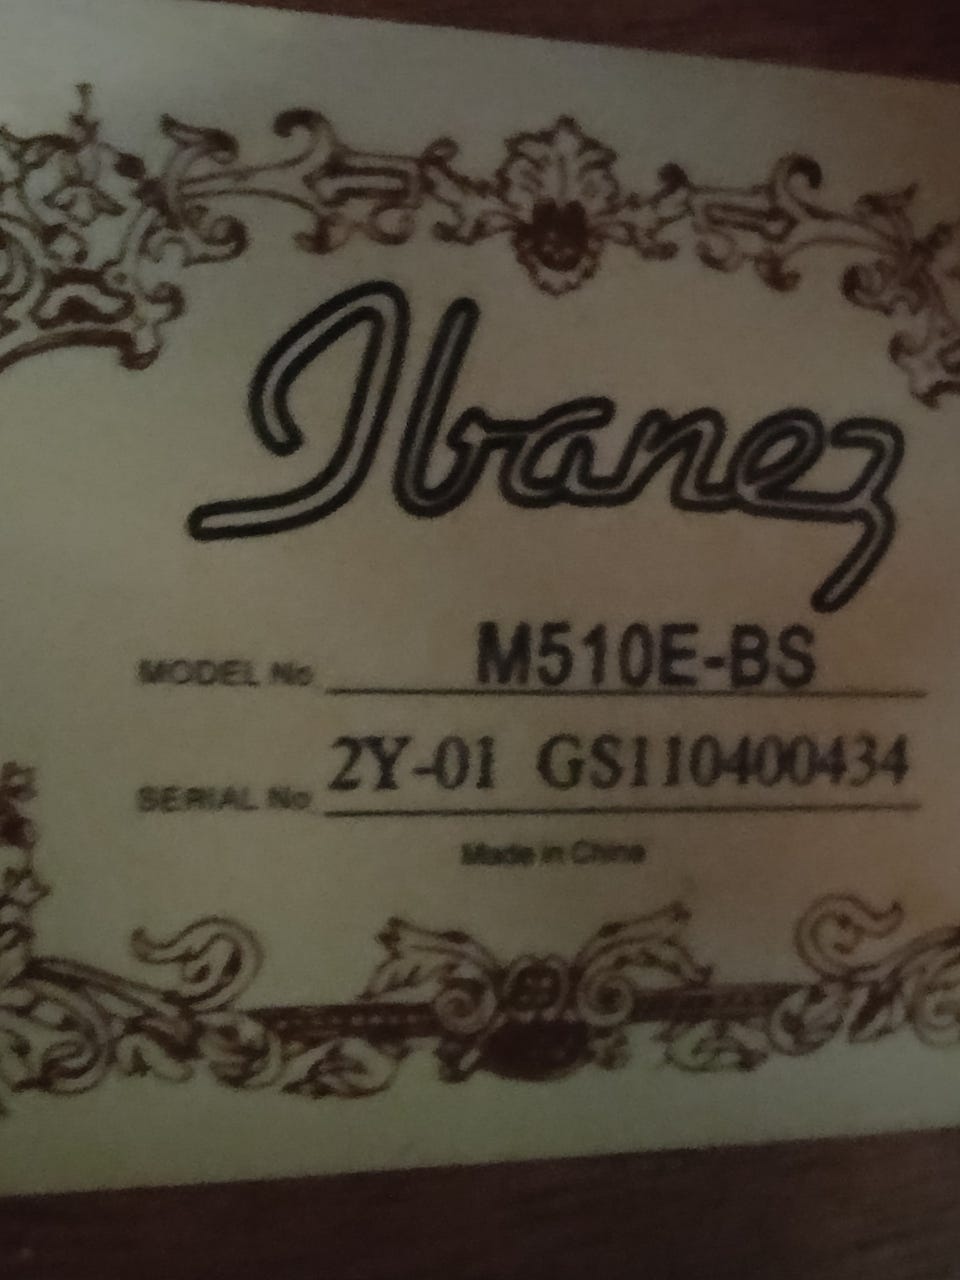 Ibanez
MODEL No M510E-BS
SERIAL No 2Y-01 GS110400434
Made in China